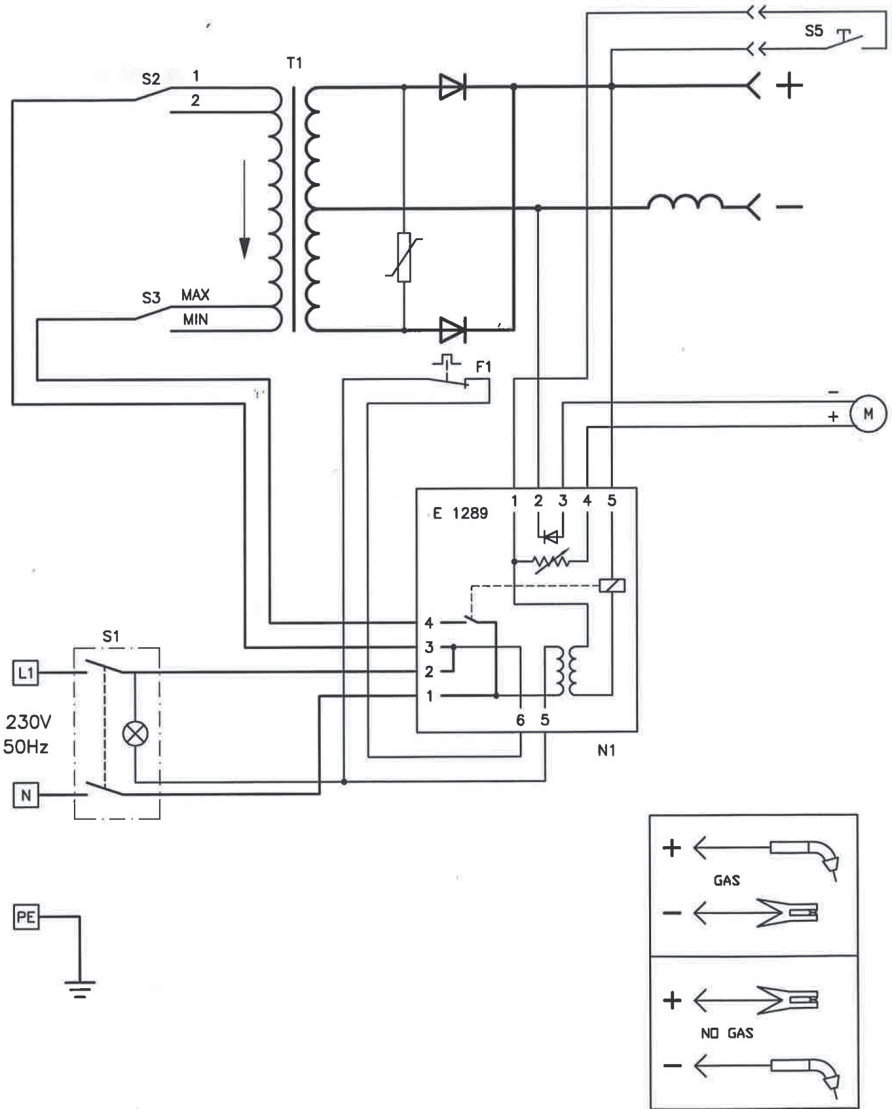 S5
T1
S2 1
2
+
−
S3 MAX
MIN
F1
−
+ M
1 2 3 4 5
E 1289
4
3
2
1
6 5
N1
S1
L1
230V
50Hz
N
PE
+
GAS
−
+
NO GAS
−